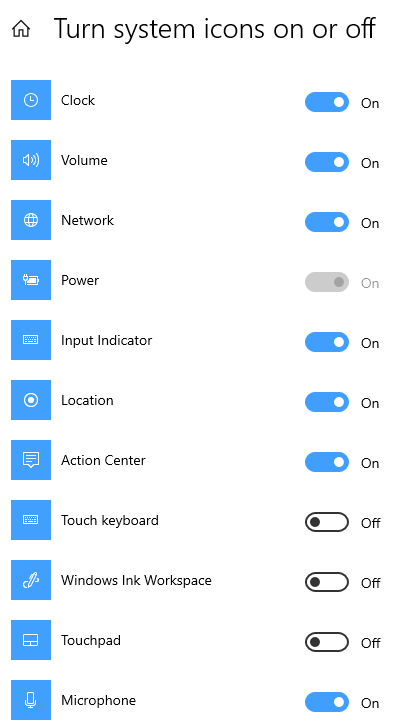 Turn system icons on or off
Clock On
Volume On
Network On
Power On
Input Indicator On
Location On
Action Center On
Touch keyboard Off
Windows Ink Workspace Off
Touchpad Off
Microphone On